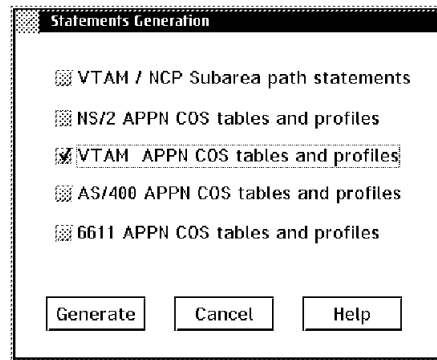 Statements Generation
VTAM / NCP Subarea path statements
NS/2 APPN COS tables and profiles
VTAM APPN COS tables and profiles
AS/400 APPN COS tables and profiles
6611 APPN COS tables and profiles
Generate Cancel Help